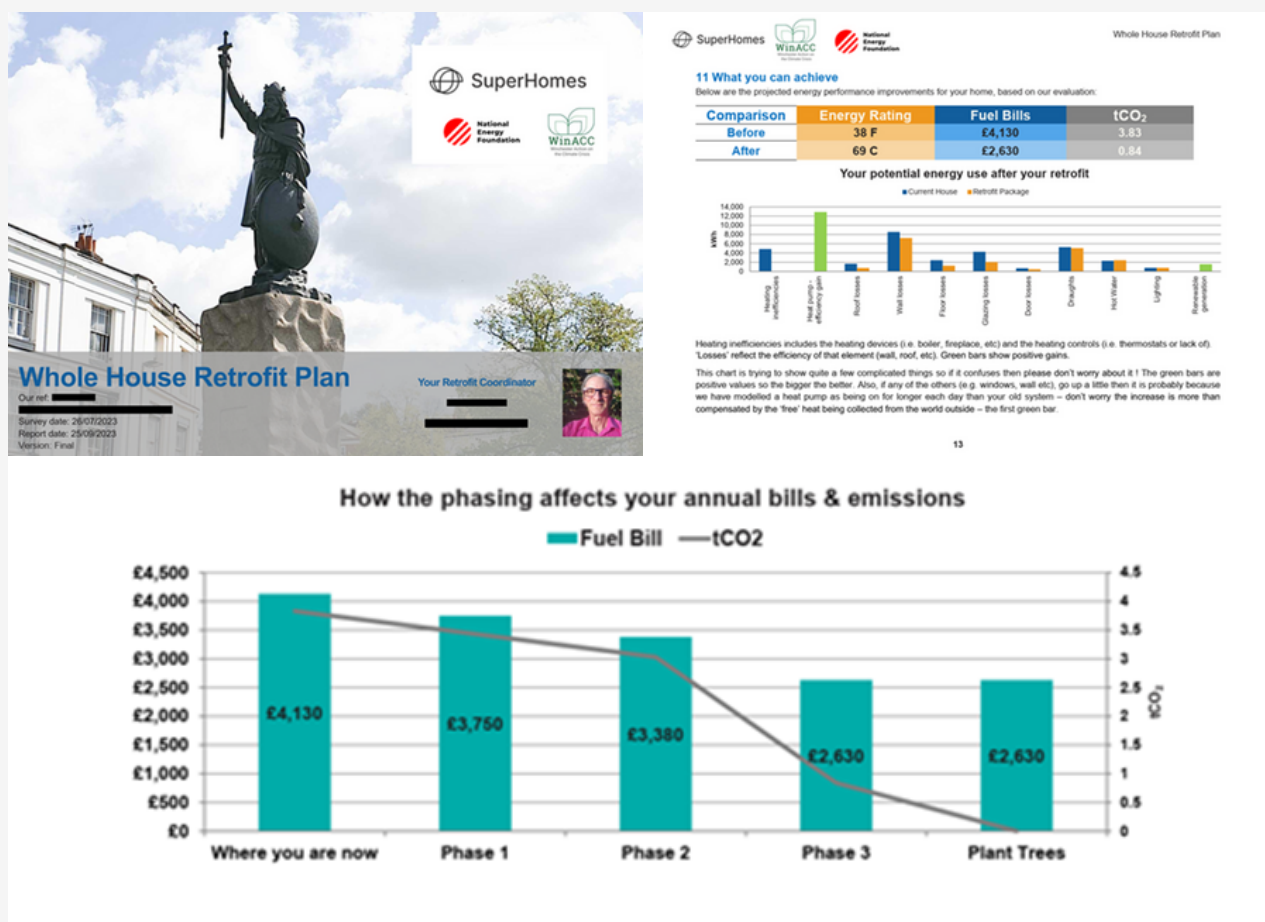 SuperHomes
National
Energy
Foundation
WinACC
Winchester Action on
the Climate Crisis
Whole House Retrofit Plan
Our ref:
Survey date: 26/07/2023
Report date: 25/09/2023
Version: Final
Your Retrofit Coordinator
SuperHomes
WinACC
Winchester Action on
the Climate Crisis
National
Energy
Foundation
Whole House Retrofit Plan
11 What you can achieve
Below are the projected energy performance improvements for your home, based on our evaluation:
Comparison Energy Rating Fuel Bills tCO₂
Before 38 F £4,130 3.83
After 69 C £2,630 0.84
Your potential energy use after your retrofit
Current House Retrofit Package
kWh
14,000
12,000
10,000
8,000
6,000
4,000
2,000
0
Heating inefficiencies
Heat pump - efficiency gain
Roof losses
Wall losses
Floor losses
Glazing losses
Door losses
Draughts
Hot Water
Lighting
Renewable generation
Heating inefficiencies includes the heating devices (i.e. boiler, fireplace, etc) and the heating controls (i.e. thermostats or lack of).
'Losses' reflect the efficiency of that element (wall, roof, etc). Green bars show positive gains.
This chart is trying to show quite a few complicated things so if it confuses then please don't worry about it ! The green bars are
positive values so the bigger the better. Also, if any of the others (e.g. windows, wall etc), go up a little then it is probably because
we have modelled a heat pump as being on for longer each day than your old system – don't worry the increase is more than
compensated by the 'free' heat being collected from the world outside – the first green bar.
13
How the phasing affects your annual bills & emissions
Fuel Bill tCO2
£4,500
£4,000
£3,500
£3,000
£2,500
£2,000
£1,500
£1,000
£500
£0
£4,130
£3,750
£3,380
£2,630
£2,630
4.5
4
3.5
3
2.5
2
1.5
1
0.5
0
tCO₂
Where you are now Phase 1 Phase 2 Phase 3 Plant Trees